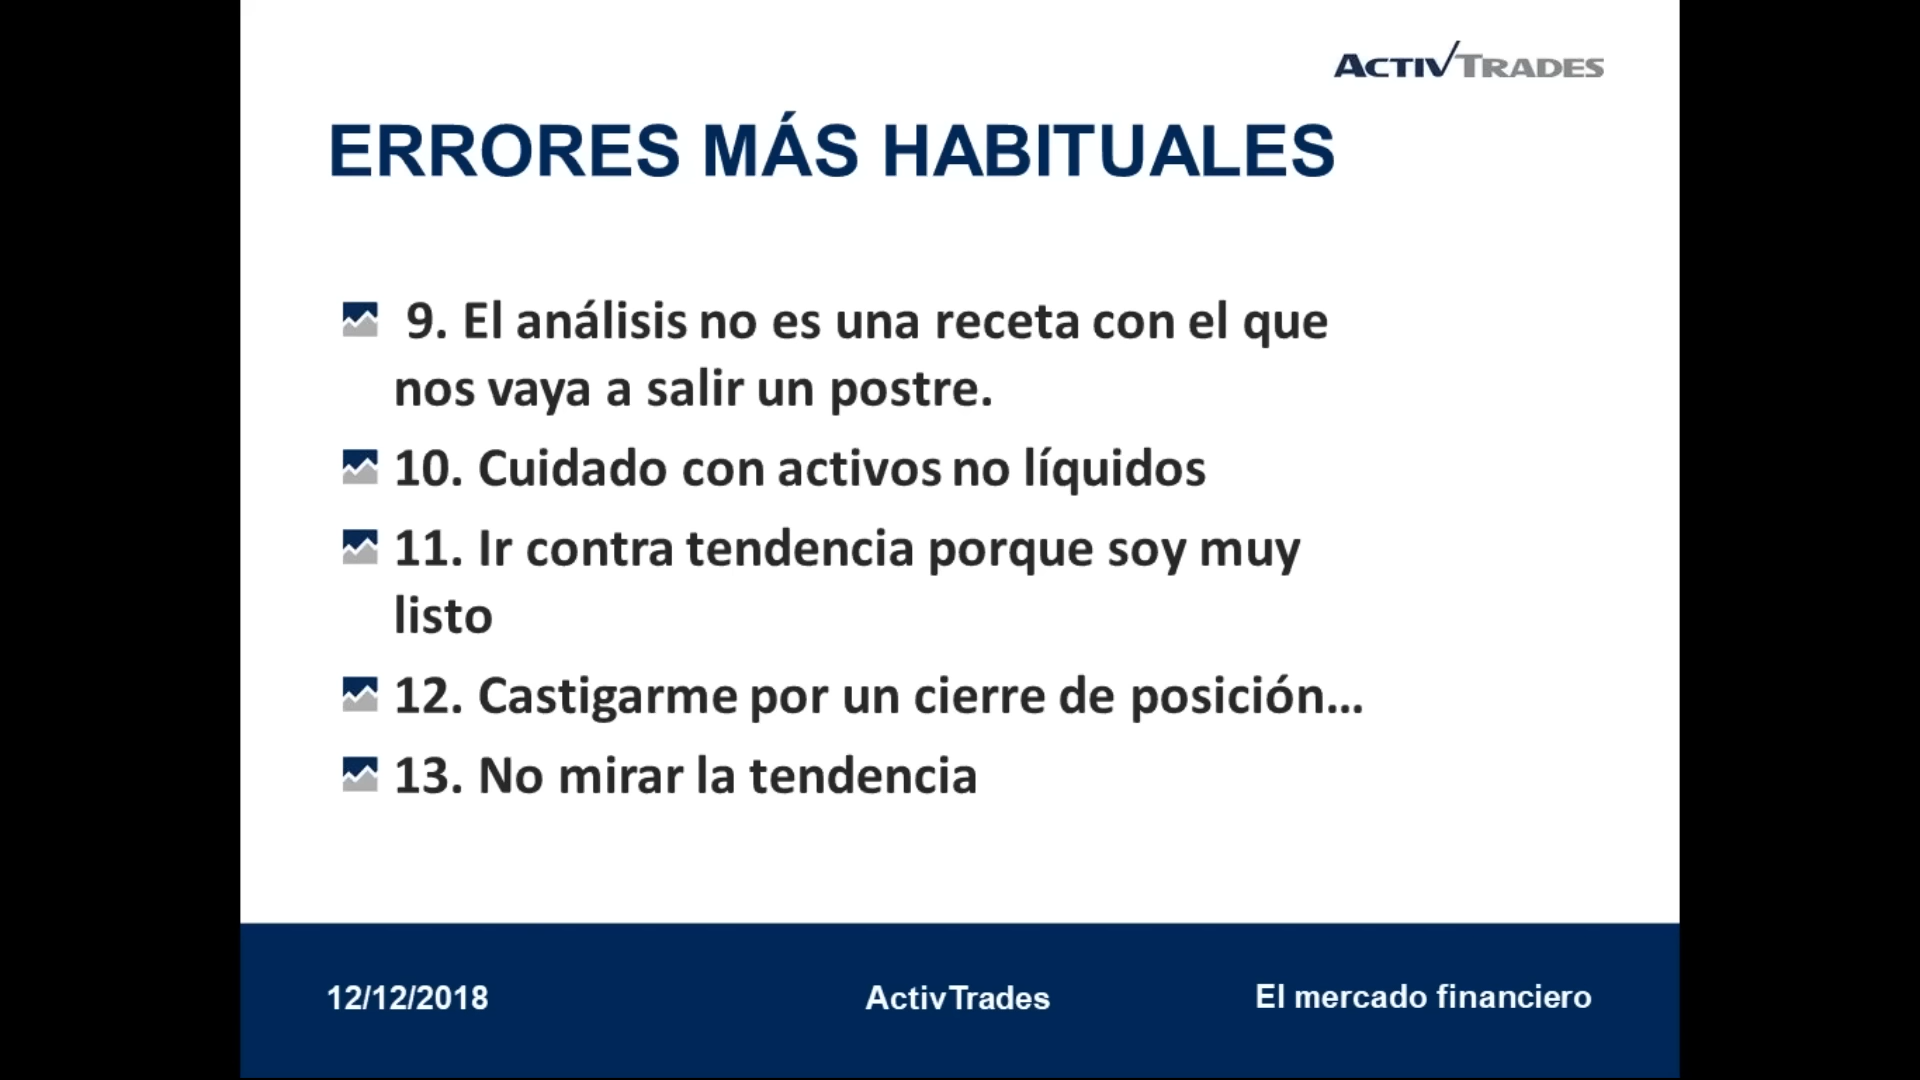 ACTIVTRADES
ERRORES MÁS HABITUALES
9. El análisis no es una receta con el que
nos vaya a salir un postre.
10. Cuidado con activos no líquidos
11. Ir contra tendencia porque soy muy
listo
12. Castigarme por un cierre de posición...
13. No mirar la tendencia
12/12/2018
ActivTrades
El mercado financiero